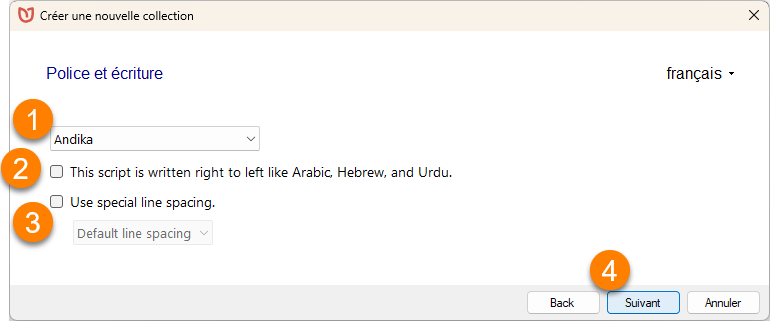 Créer une nouvelle collection
Police et écriture
français
1
Andika
2
This script is written right to left like Arabic, Hebrew, and Urdu.
Use special line spacing.
3
Default line spacing
4
Back
Suivant
Annuler